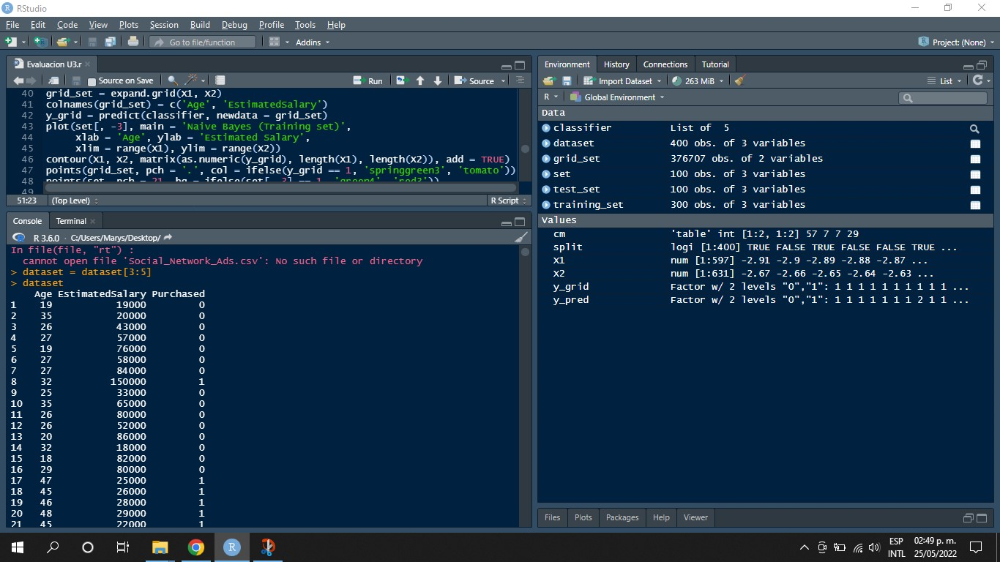 RStudio
File Edit Code View Plots Session Build Debug Profile Tools Help
Go to file/function Addins Project: (None)
Evaluacion U3.r
Source on Save Run Source
40 grid_set = expand.grid(X1, X2)
41 colnames(grid_set) = c('Age', 'EstimatedSalary')
42 y_grid = predict(classifier, newdata = grid_set)
43 plot(set[, -3], main = 'Naive Bayes (Training set)',
44 xlab = 'Age', ylab = 'Estimated Salary',
45 xlim = range(X1), ylim = range(X2))
46 contour(X1, X2, matrix(as.numeric(y_grid), length(X1), length(X2)), add = TRUE)
47 points(grid_set, pch = '.', col = ifelse(y_grid == 1, 'springgreen3', 'tomato'))
48 points(set, pch = 21, bg = ifelse(set[, 3] == 1, 'green4', 'red3'))
49
51:23 (Top Level) R Script
Console Terminal
R 3.6.0 · C:/Users/Marys/Desktop/
In file(file, "rt") :
cannot open file 'Social_Network_Ads.csv': No such file or directory
> dataset = dataset[3:5]
> dataset
Age EstimatedSalary Purchased
1 19 19000 0
2 35 20000 0
3 26 43000 0
4 27 57000 0
5 19 76000 0
6 27 58000 0
7 27 84000 0
8 32 150000 1
9 25 33000 0
10 35 65000 0
11 26 80000 0
12 26 52000 0
13 20 86000 0
14 32 18000 0
15 18 82000 0
16 29 80000 0
17 47 25000 1
18 45 26000 1
19 46 28000 1
20 48 29000 1
21 45 22000 1
Environment History Connections Tutorial
Import Dataset 263 MiB List
R Global Environment
Data
classifier List of 5
dataset 400 obs. of 3 variables
grid_set 376707 obs. of 2 variables
set 100 obs. of 3 variables
test_set 100 obs. of 3 variables
training_set 300 obs. of 3 variables
Values
cm 'table' int [1:2, 1:2] 57 7 7 29
split logi [1:400] TRUE FALSE TRUE FALSE FALSE TRUE ...
X1 num [1:597] -2.91 -2.9 -2.89 -2.88 -2.87 ...
X2 num [1:631] -2.67 -2.66 -2.65 -2.64 -2.63 ...
y_grid Factor w/ 2 levels "0","1": 1 1 1 1 1 1 1 1 1 1 ...
y_pred Factor w/ 2 levels "0","1": 1 1 1 1 1 1 1 2 1 1 ...
Files Plots Packages Help Viewer
ESP 02:49 p. m.
INTL 25/05/2022